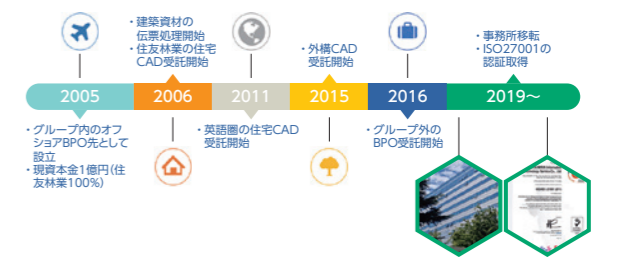 ・建築資材の
伝票処理開始
・住友林業の住宅
CAD受託開始
・外構CAD
受託開始
・事務所移転
・ISO27001の
認証取得
2005
2006
2011
2015
2016
2019〜
・グループ内のオフ
ショアBPO先として
設立
・現資本金1億円(住
友林業100%)
・英語圏の住宅CAD
受託開始
・グループ外の
BPO受託開始